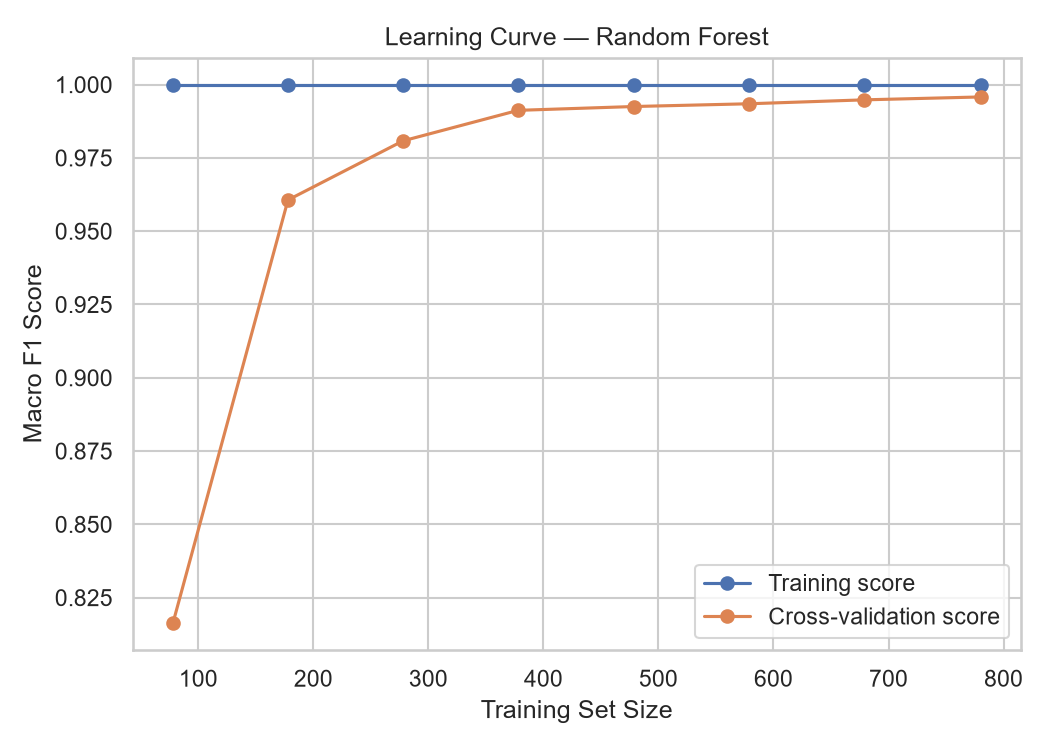 Learning Curve — Random Forest
1.000
0.975
0.950
0.925
0.900
0.875
0.850
0.825
Macro F1 Score
Training score
Cross-validation score
100 200 300 400 500 600 700 800
Training Set Size